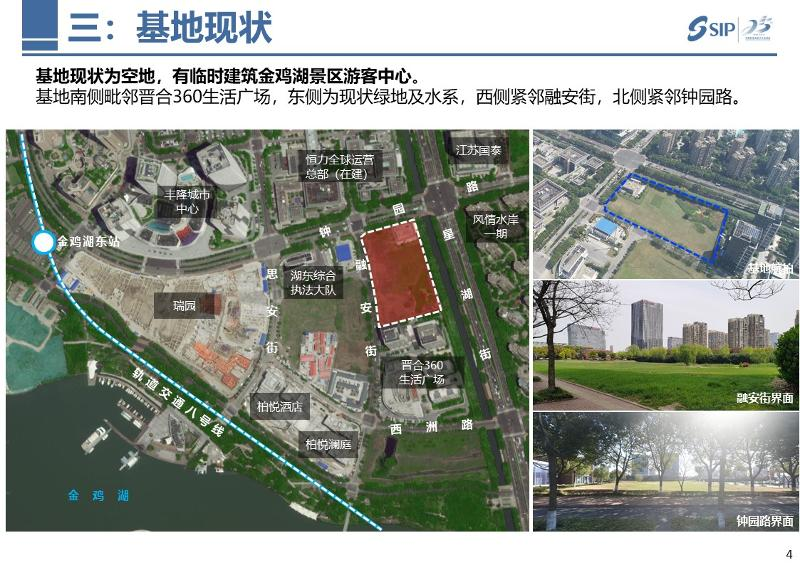 三：基地现状
SIP
基地现状为空地，有临时建筑金鸡湖景区游客中心。
基地南侧毗邻晋合360生活广场，东侧为现状绿地及水系，西侧紧邻融安街，北侧紧邻钟园路。
恒力全球运营
总部（在建）
江苏国泰
丰隆城市
中心
钟园路
风情水岸
一期
金鸡湖东站
星湖街
融安街
思安街
湖东综合
执法大队
瑞园
晋合360
生活广场
轨道交通八号线
柏悦酒店
柏悦澜庭
西洲路
金鸡湖
融安街界面
钟园路界面
4